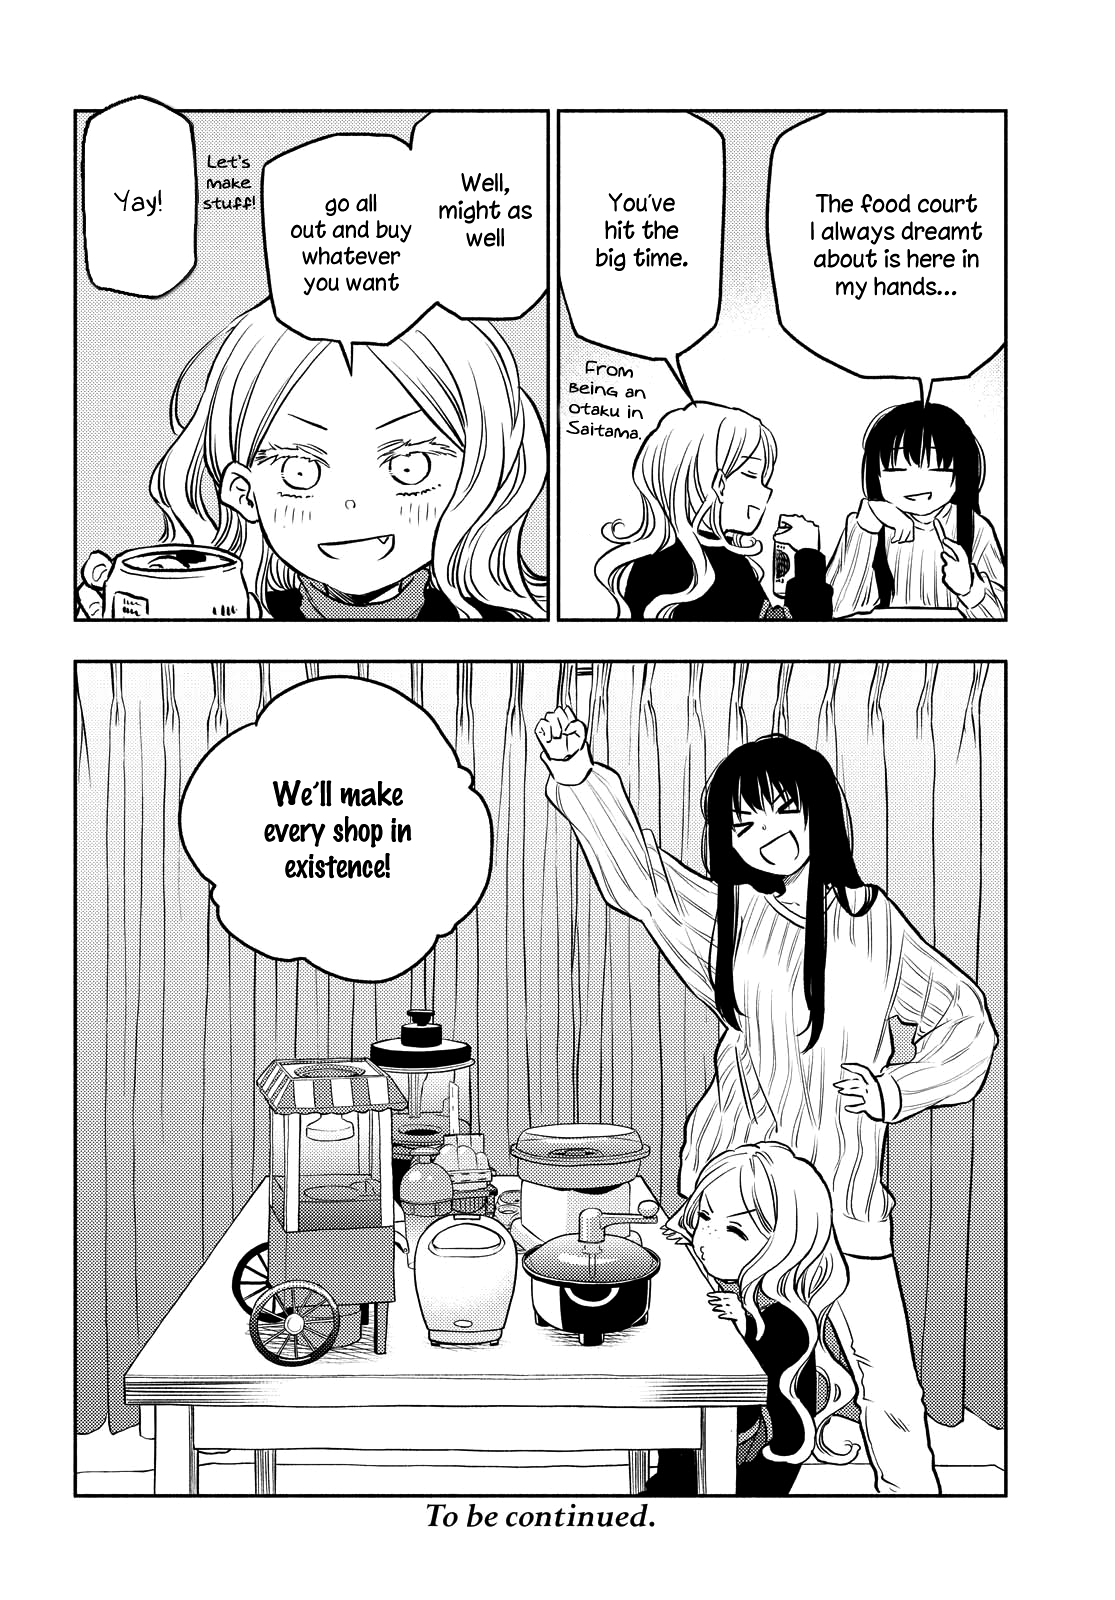 The food court
I always dreamt
about is here in
my hands...
You've
hit the
big time.
From
Being an
otaku in
Saitama.
Well,
might as
well
go all
out and buy
whatever
you want
Let's
make
stuff!
Yay!
We'll make
every shop in
existence!
To be continued.